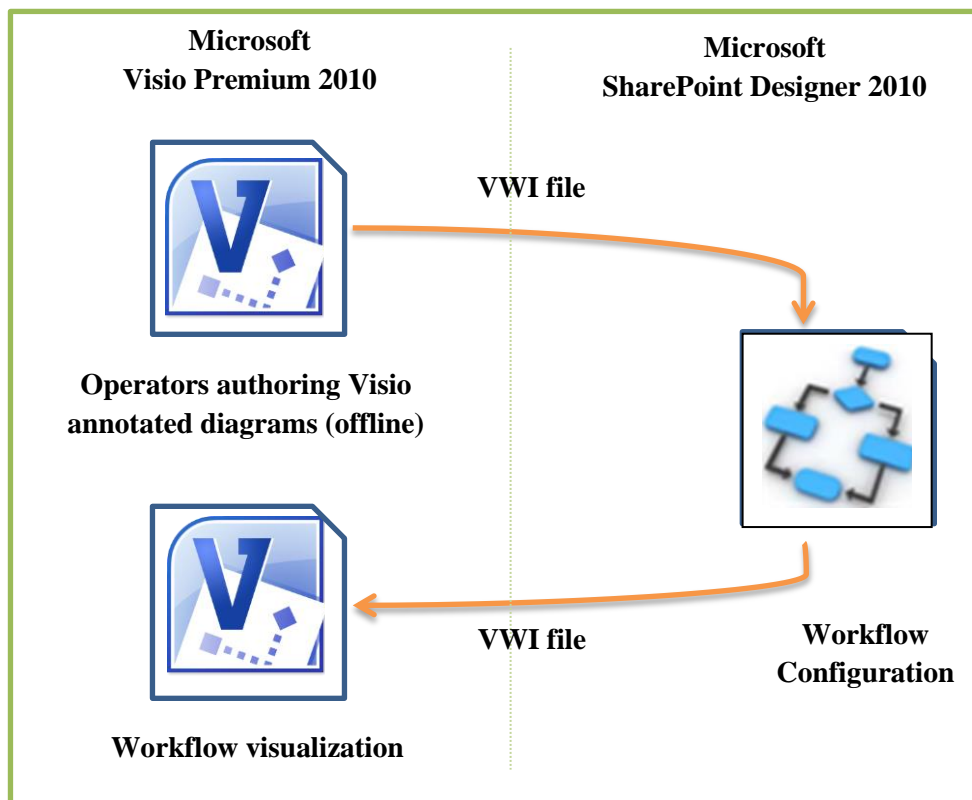 Microsoft
Visio Premium 2010
Microsoft
SharePoint Designer 2010
VWI file
Operators authoring Visio
annotated diagrams (offline)
VWI file
Workflow
Configuration
Workflow visualization